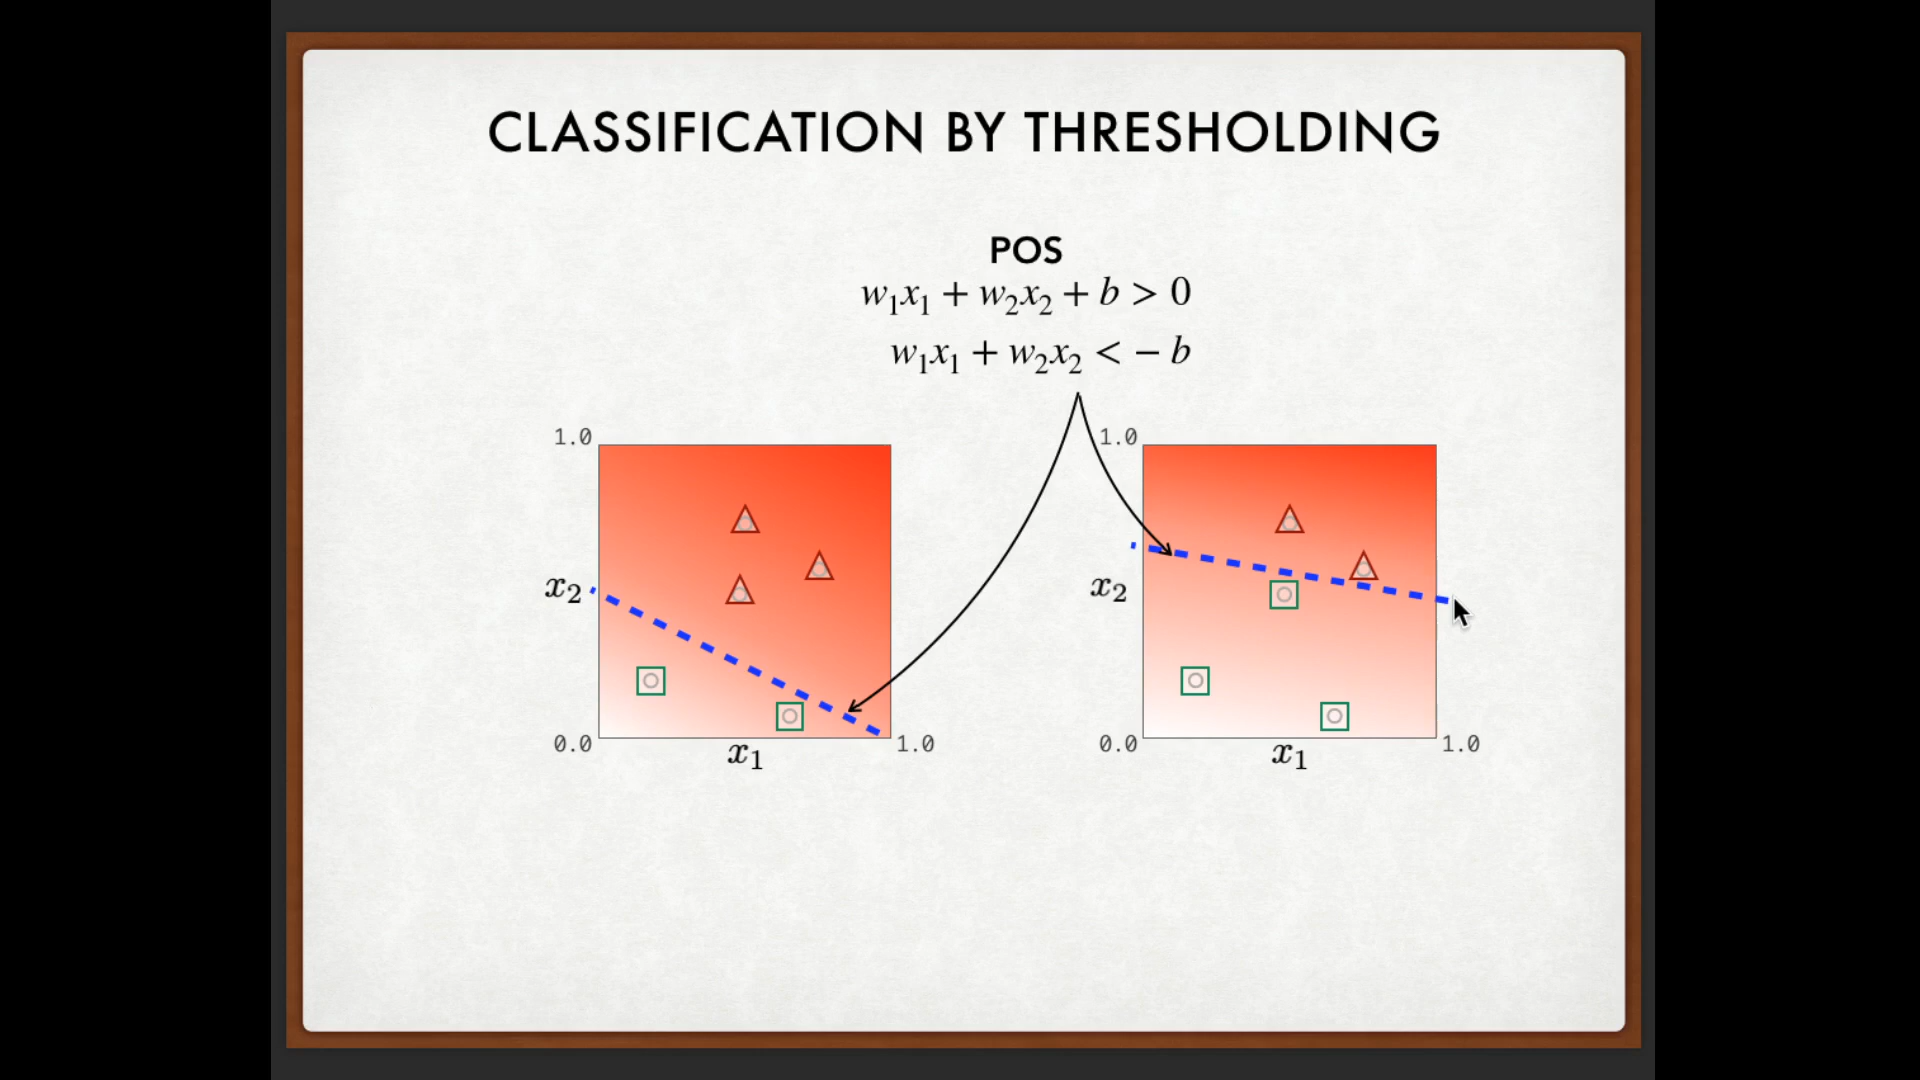 CLASSIFICATION BY THRESHOLDING
POS
w₁x₁ + w₂x₂ + b > 0
w₁x₁ + w₂x₂ < − b
1.0
1.0
x₂
x₂
0.0
x₁
1.0
0.0
x₁
1.0